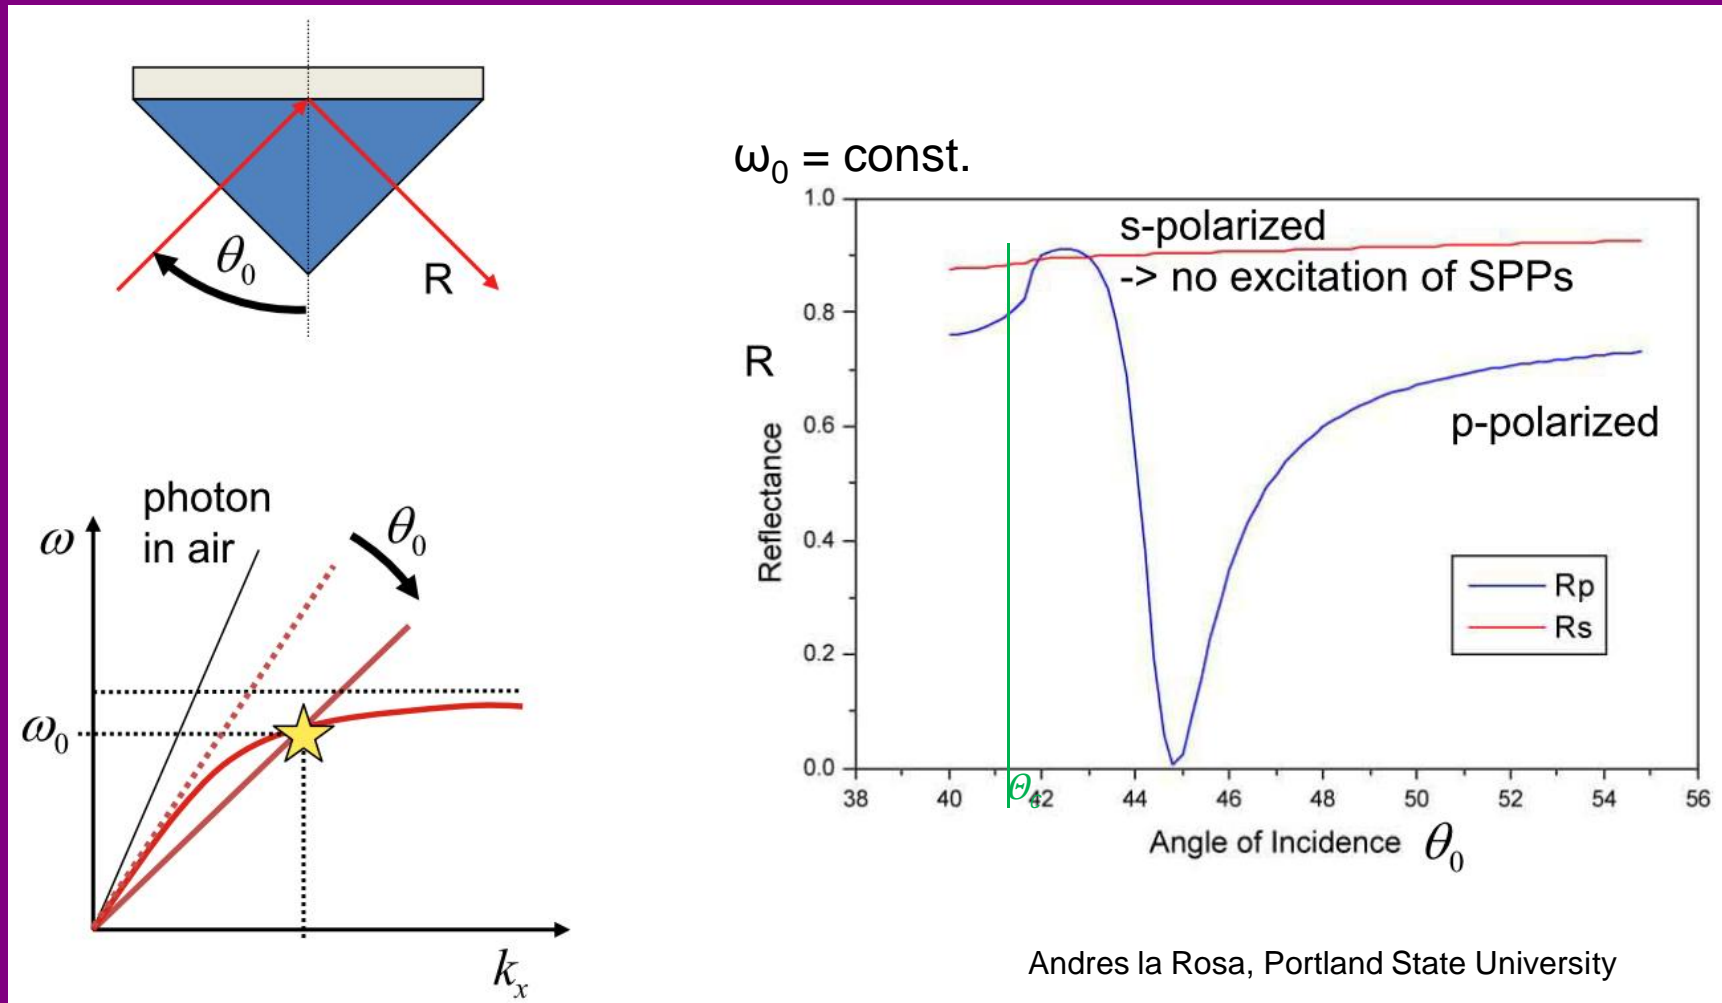 θ₀
R
ω₀ = const.
s-polarized
-> no excitation of SPPs
p-polarized
R
Reflectance
1.0
0.8
0.6
0.4
0.2
0.0
38 40 42 44 46 48 50 52 54 56
Θc
Rp
Rs
Angle of Incidence θ₀
photon
in air
ω
θ₀
ω₀
kₓ
Andres la Rosa, Portland State University